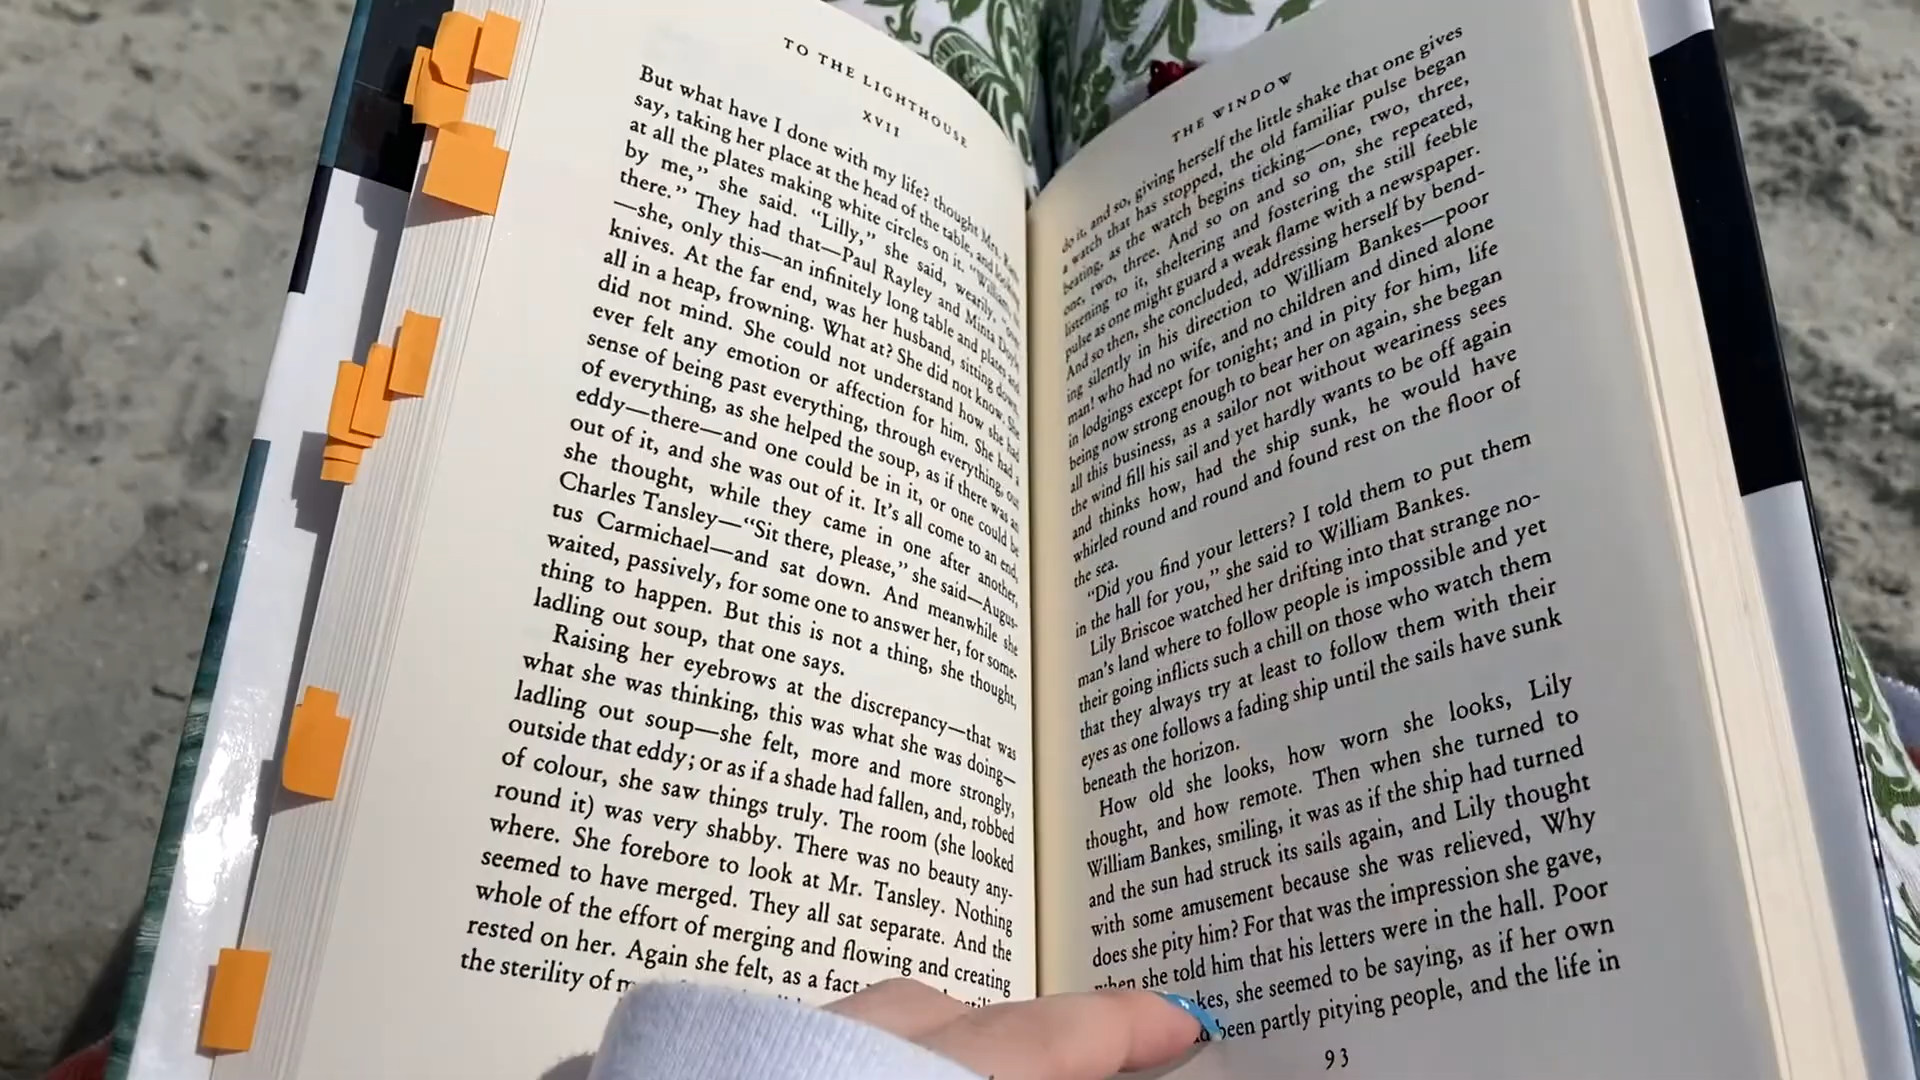 TO THE LIGHTHOUSE
XVII
But what have I done with my life? thought Mrs. Ram-
say, taking her place at the head of the table, and looking
at all the plates making white circles on it. "William, sit
by me," she said. "Lilly," she said, wearily, "over
there." They had that—Paul Rayley and Minta Doyle
—she, only this—an infinitely long table and plates and
knives. At the far end, was her husband, sitting down,
all in a heap, frowning. What at? She did not know. She
did not mind. She could not understand how she had
ever felt any emotion or affection for him. She had a
sense of being past everything, through everything, out
of everything, as she helped the soup, as if there was an
eddy—there—and one could be in it, or one could be
out of it, and she was out of it. It's all come to an end,
she thought, while they came in one after another,
Charles Tansley—"Sit there, please," she said—Augus-
tus Carmichael—and sat down. And meanwhile she
waited, passively, for some one to answer her, for some-
thing to happen. But this is not a thing, she thought,
ladling out soup, that one says.
Raising her eyebrows at the discrepancy—that was
what she was thinking, this was what she was doing—
ladling out soup—she felt, more and more strongly,
outside that eddy; or as if a shade had fallen, and, robbed
of colour, she saw things truly. The room (she looked
round it) was very shabby. There was no beauty any-
where. She forebore to look at Mr. Tansley. Nothing
seemed to have merged. They all sat separate. And the
whole of the effort of merging and flowing and creating
rested on her. Again she felt, as a fact
the sterility of
THE WINDOW
do it, and so, giving herself the little shake that one gives
a watch that has stopped, the old familiar pulse began
beating, as the watch begins ticking—one, two, three,
one, two, three. And so on and so on, she repeated,
listening to it, sheltering and fostering the still feeble
pulse as one might guard a weak flame with a newspaper.
And so then, she concluded, addressing herself by bend-
ing silently in his direction to William Bankes—poor
man! who had no wife, and no children and dined alone
in lodgings except for tonight; and in pity for him, life
being now strong enough to bear her on again, she began
all this business, as a sailor not without weariness sees
the wind fill his sail and yet hardly wants to be off again
and thinks how, had the ship sunk, he would have
whirled round and round and found rest on the floor of
the sea.
"Did you find your letters? I told them to put them
in the hall for you," she said to William Bankes.
Lily Briscoe watched her drifting into that strange no-
man's land where to follow people is impossible and yet
their going inflicts such a chill on those who watch them
that they always try at least to follow them with their
eyes as one follows a fading ship until the sails have sunk
beneath the horizon.
How old she looks, how worn she looks, Lily
thought, and how remote. Then when she turned to
William Bankes, smiling, it was as if the ship had turned
and the sun had struck its sails again, and Lily thought
with some amusement because she was relieved, Why
does she pity him? For that was the impression she gave,
when she told him that his letters were in the hall. Poor
kes, she seemed to be saying, as if her own
been partly pitying people, and the life in
93